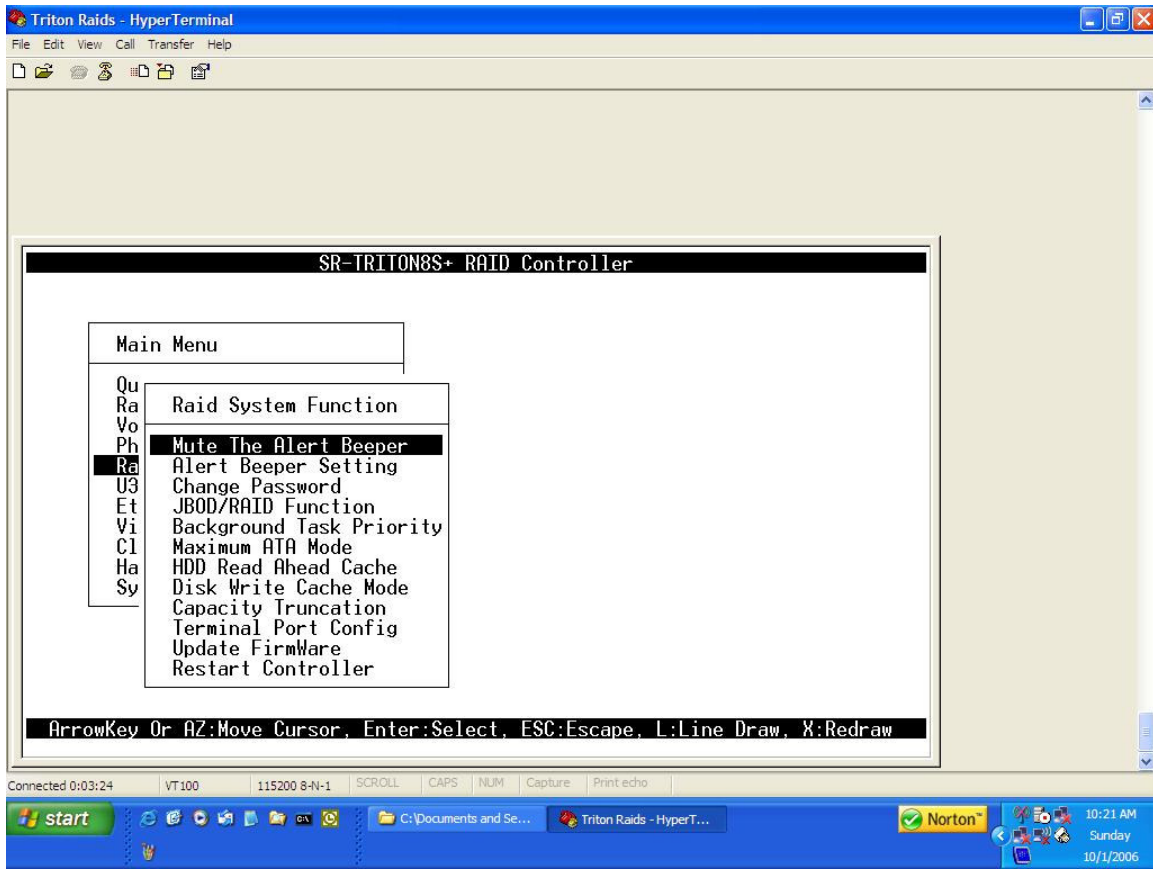 Triton Raids - HyperTerminal
File Edit View Call Transfer Help
SR-TRITON8S+ RAID Controller
Main Menu
Qu
Ra
Vo
Ph
Ra
U3
Et
Vi
Cl
Ha
Sy
Raid System Function
Mute The Alert Beeper
Alert Beeper Setting
Change Password
JBOD/RAID Function
Background Task Priority
Maximum ATA Mode
HDD Read Ahead Cache
Disk Write Cache Mode
Capacity Truncation
Terminal Port Config
Update FirmWare
Restart Controller
ArrowKey Or AZ:Move Cursor, Enter:Select, ESC:Escape, L:Line Draw, X:Redraw
Connected 0:03:24 VT100 115200 8-N-1 SCROLL CAPS NUM Capture Print echo
start C:\Documents and Se... Triton Raids - HyperT... Norton™ 10:21 AM
Sunday
10/1/2006